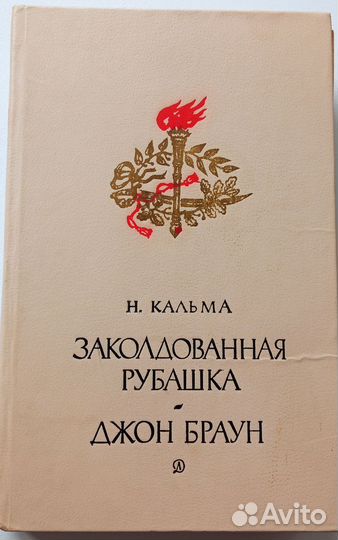 Н. КАЛЬМА
ЗАКОЛДОВАННАЯ
РУБАШКА
-
ДЖОН БРАУН
Д
Avito